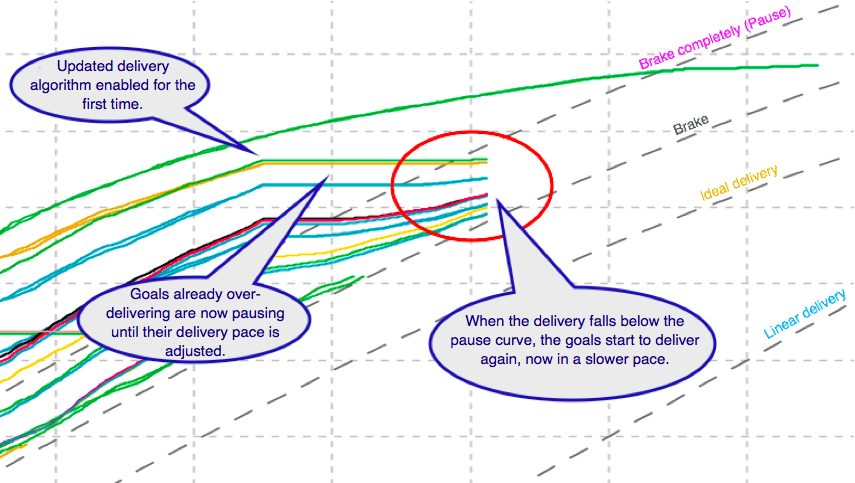 Brake completely (Pause)
Updated delivery
algorithm enabled for the
first time.
Brake
Ideal delivery
Goals already over-
delivering are now pausing
until their delivery pace is
adjusted.
When the delivery falls below the
pause curve, the goals start to deliver
again, now in a slower pace.
Linear delivery